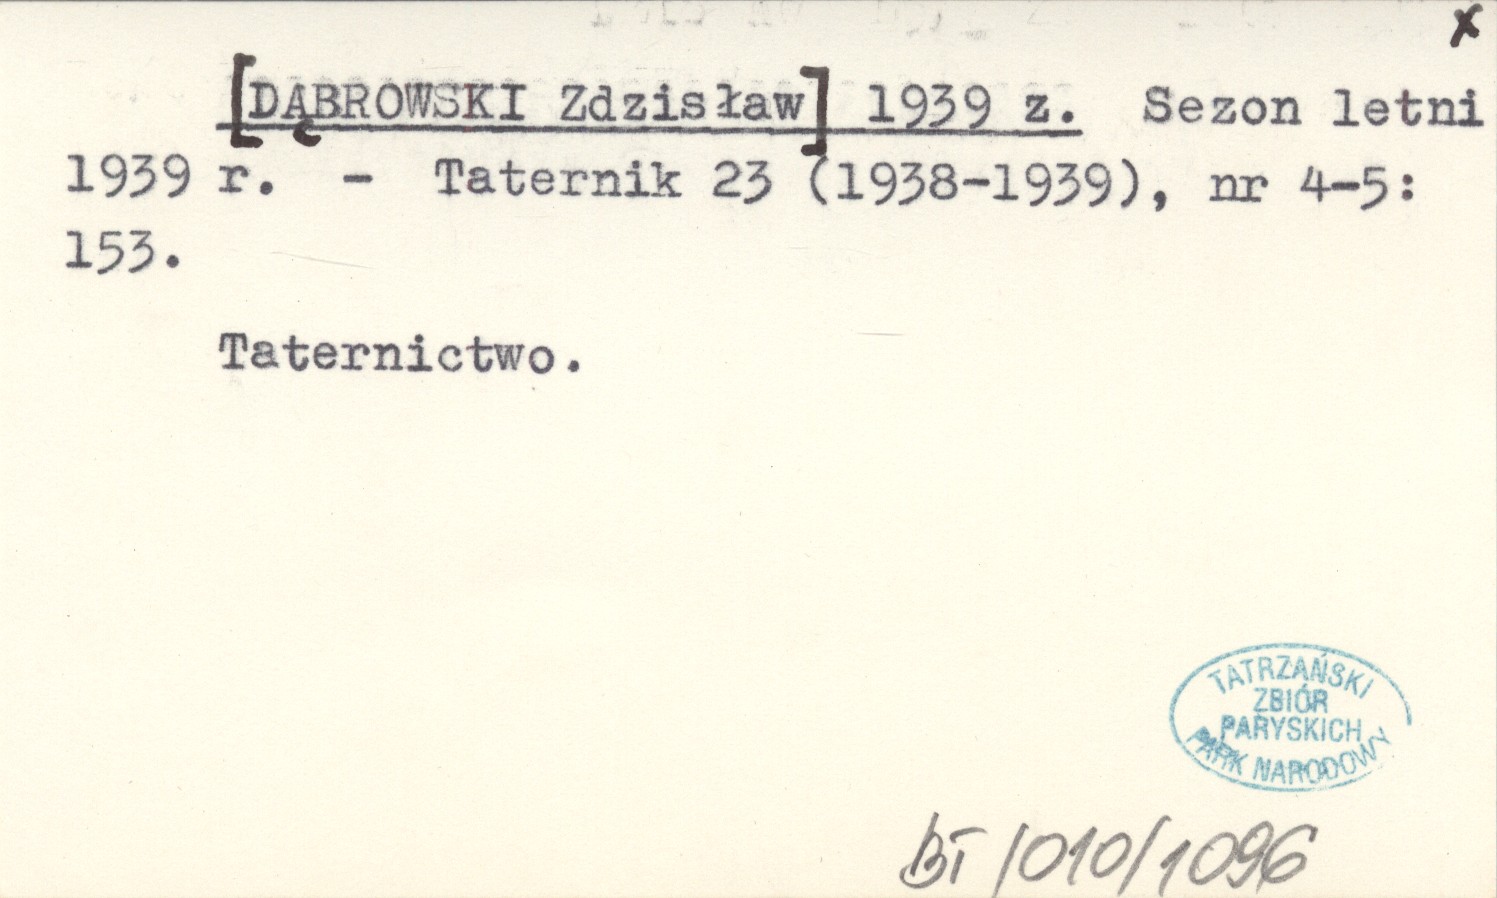 x
[DĄBROWSKI Zdzisław] 1939 z. Sezon letni
1939 r. - Taternik 23 (1938-1939), nr 4-5:
153.
Taternictwo.
TATRZAŃSKI
ZBIÓR
PARYSKICH
PARK NARODOWY
BT/010/1096